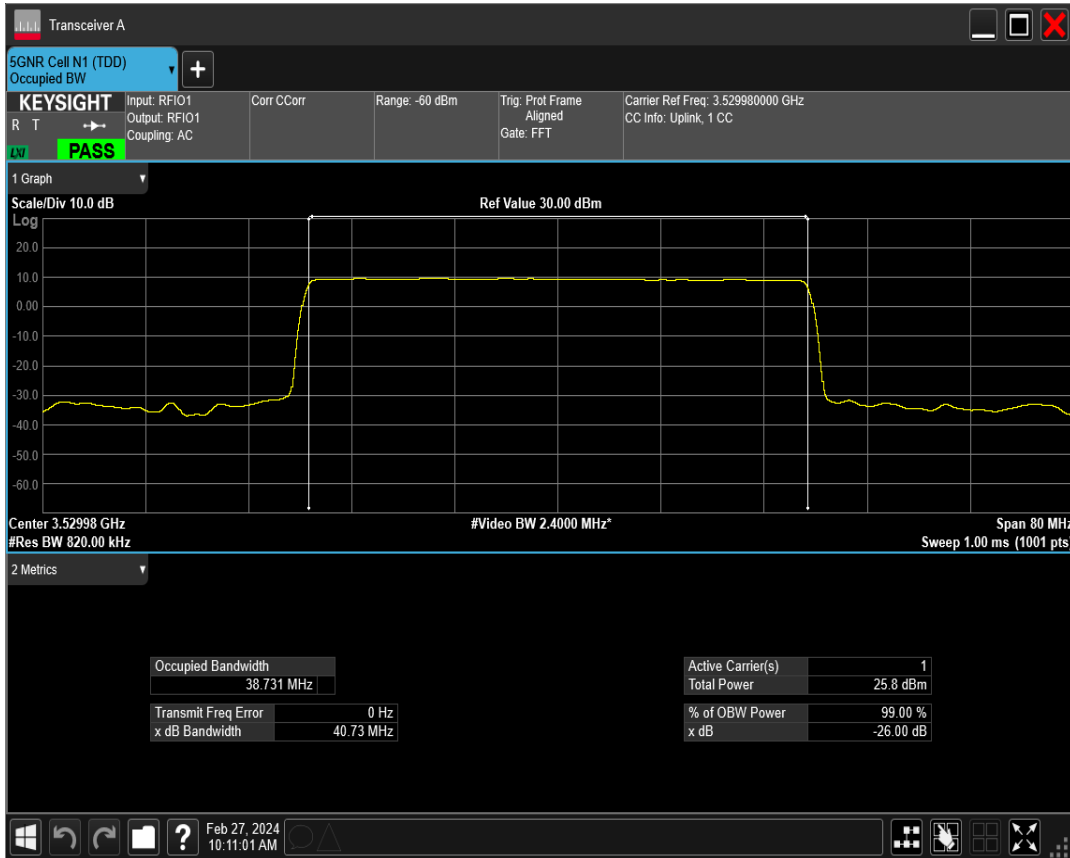 Transceiver A
5GNR Cell N1 (TDD)
Occupied BW
+
KEYSIGHT
R T
LXI
PASS
Input: RFIO1
Output: RFIO1
Coupling: AC
Corr CCorr
Range: -60 dBm
Trig: Prot Frame
Aligned
Gate: FFT
Carrier Ref Freq: 3.529980000 GHz
CC Info: Uplink, 1 CC
1 Graph
Scale/Div 10.0 dB
Ref Value 30.00 dBm
Log
20.0
10.0
0.00
-10.0
-20.0
-30.0
-40.0
-50.0
-60.0
Center 3.52998 GHz
#Video BW 2.4000 MHz*
Span 80 MHz
#Res BW 820.00 kHz
Sweep 1.00 ms (1001 pts)
2 Metrics
Occupied Bandwidth
38.731 MHz
Transmit Freq Error 0 Hz
x dB Bandwidth 40.73 MHz
Active Carrier(s) 1
Total Power 25.8 dBm
% of OBW Power 99.00 %
x dB -26.00 dB
?
Feb 27, 2024
10:11:01 AM